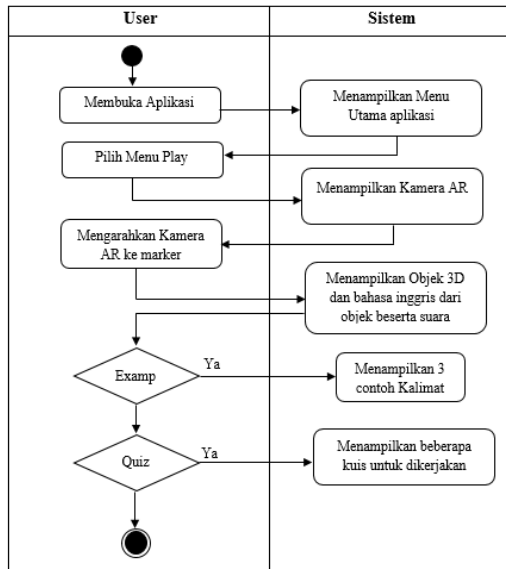 User
Sistem
Membuka Aplikasi
Menampilkan Menu
Utama aplikasi
Pilih Menu Play
Menampilkan Kamera AR
Mengarahkan Kamera
AR ke marker
Menampilkan Objek 3D
dan bahasa inggris dari
objek beserta suara
Examp
Ya
Menampilkan 3
contoh Kalimat
Quiz
Ya
Menampilkan beberapa
kuis untuk dikerjakan